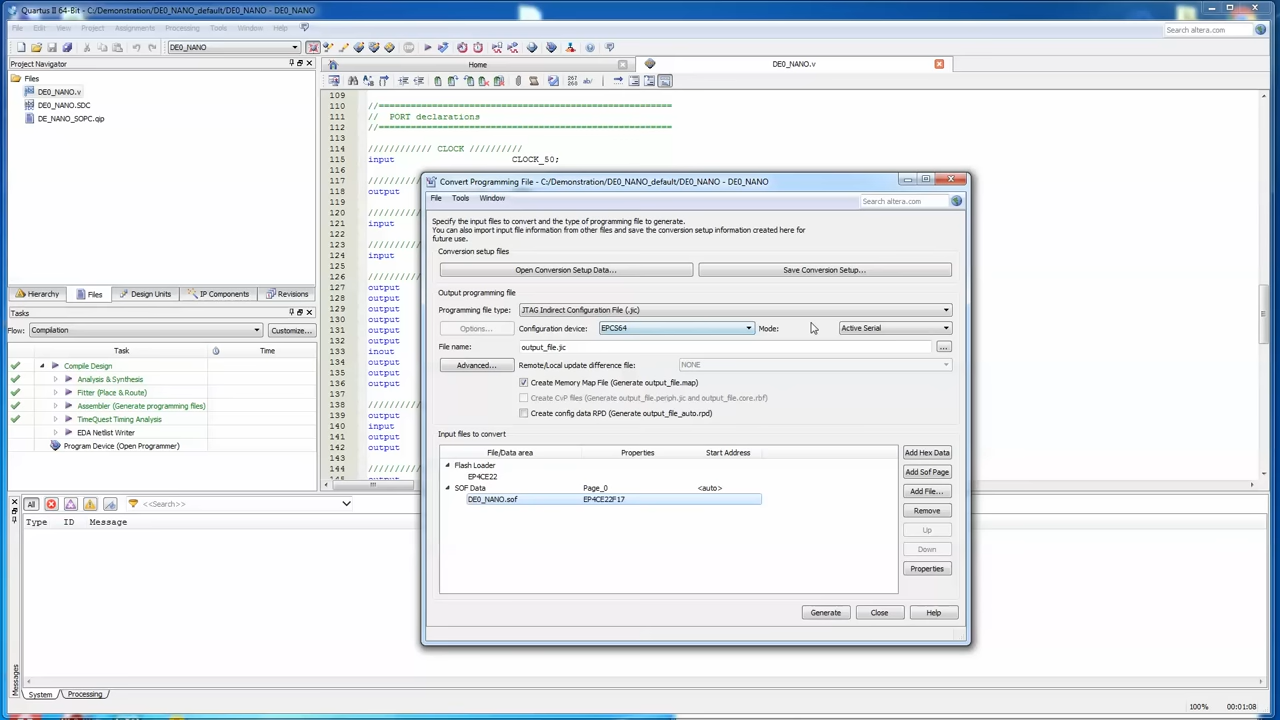 Quartus II 64-Bit - C:/Demonstration/DE0_NANO_default/DE0_NANO - DE0_NANO
File Edit View Project Assignments Processing Tools Window Help
Search altera.com
DE0_NANO
Project Navigator
Home
DE0_NANO.v
Files
DE0_NANO.v
DE0_NANO.SDC
DE_NANO_SOPC.qip
109
110 //=======================================================
111 // PORT declarations
112 //=======================================================
113
114 //////////// CLOCK //////////
115 input CLOCK_50;
116
117
118 output
119
120
121 input
122
123
124 input
125
126
127 output
128 output
129 output
130 output
131 output
132 output
133 inout
134 output
135 output
136 output
137
138
139 output
140 input
141 output
142 output
143
144
Hierarchy Files Design Units IP Components Revisions
Tasks
Flow: Compilation Customize...
Task Time
Compile Design
Analysis & Synthesis
Fitter (Place & Route)
Assembler (Generate programming files)
TimeQuest Timing Analysis
EDA Netlist Writer
Program Device (Open Programmer)
Convert Programming File - C:/Demonstration/DE0_NANO_default/DE0_NANO - DE0_NANO
File Tools Window
Search altera.com
Specify the input files to convert and the type of programming file to generate.
You can also import input file information from other files and save the conversion setup information created here for
future use.
Conversion setup files
Open Conversion Setup Data... Save Conversion Setup...
Output programming file
Programming file type: JTAG Indirect Configuration File (.jic)
Options... Configuration device: EPCS64 Mode: Active Serial
File name: output_file.jic ...
Advanced... Remote/Local update difference file: NONE
Create Memory Map File (Generate output_file.map)
Create CvP files (Generate output_file.periph.jic and output_file.core.rbf)
Create config data RPD (Generate output_file_auto.rpd)
Input files to convert
File/Data area Properties Start Address
Flash Loader
EP4CE22
SOF Data Page_0 <auto>
DE0_NANO.sof EP4CE22F17
Add Hex Data
Add Sof Page
Add File...
Remove
Up
Down
Properties
Generate Close Help
All <<Search>>
Type ID Message
Messages
System Processing
100% 00:01:08